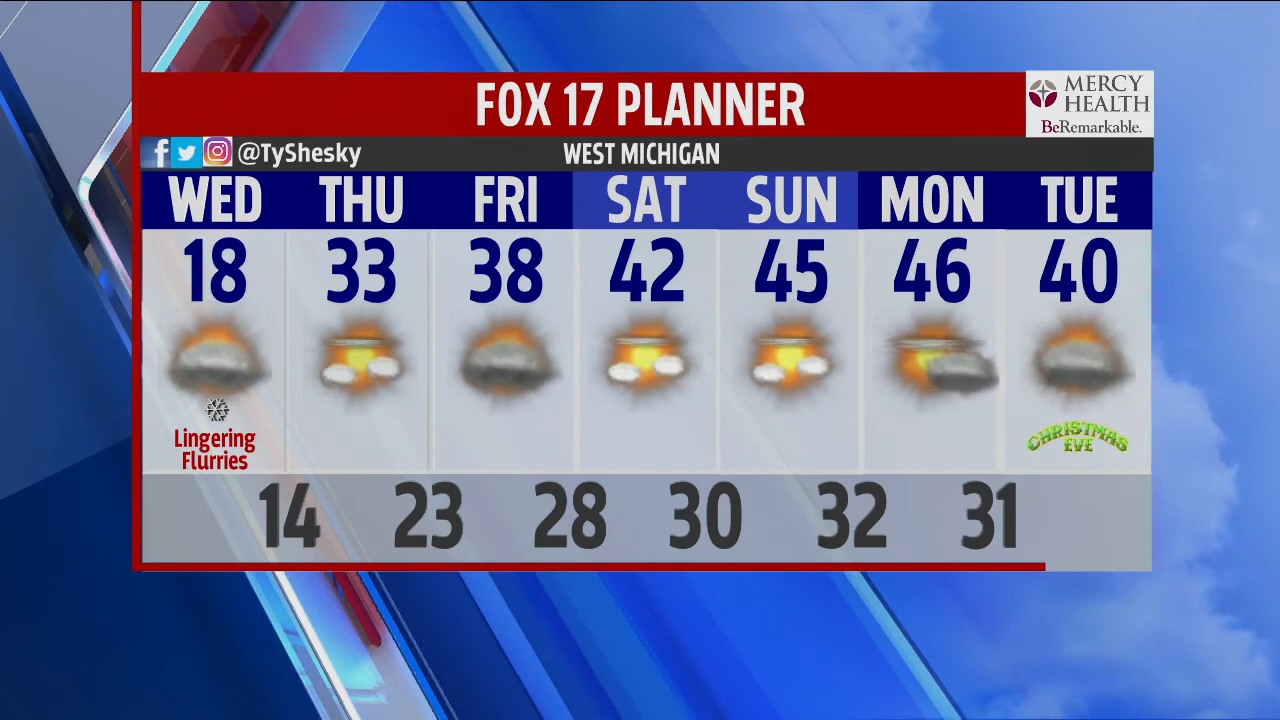 FOX 17 PLANNER
MERCY
HEALTH
BeRemarkable.
f @TyShesky
WEST MICHIGAN
WED THU FRI SAT SUN MON TUE
18 33 38 42 45 46 40
Lingering
Flurries
CHRISTMAS
EVE
14 23 28 30 32 31